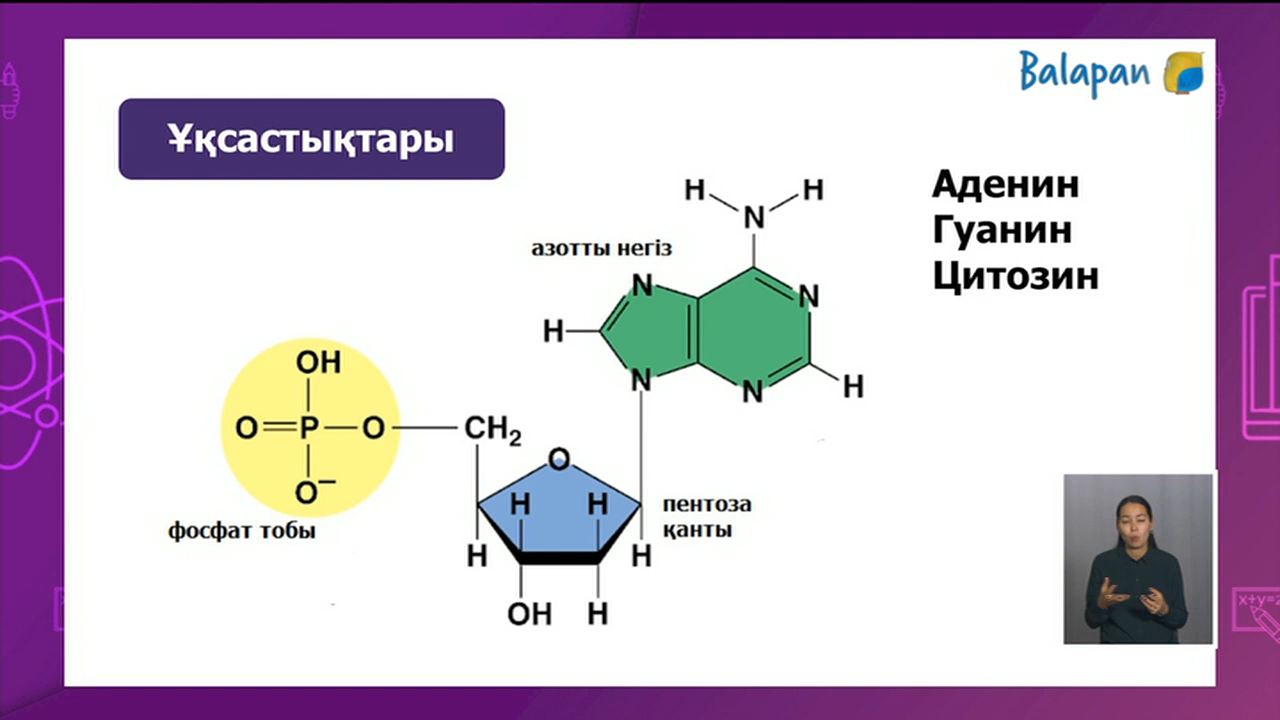 Balapan
Ұқсастықтары
Аденин
Гуанин
Цитозин
H H
N
азотты негіз
N N
H
N N H
OH
O P O CH₂
O⁻
O
H H
пентоза
қанты
фосфат тобы
H H
OH H
x+y=